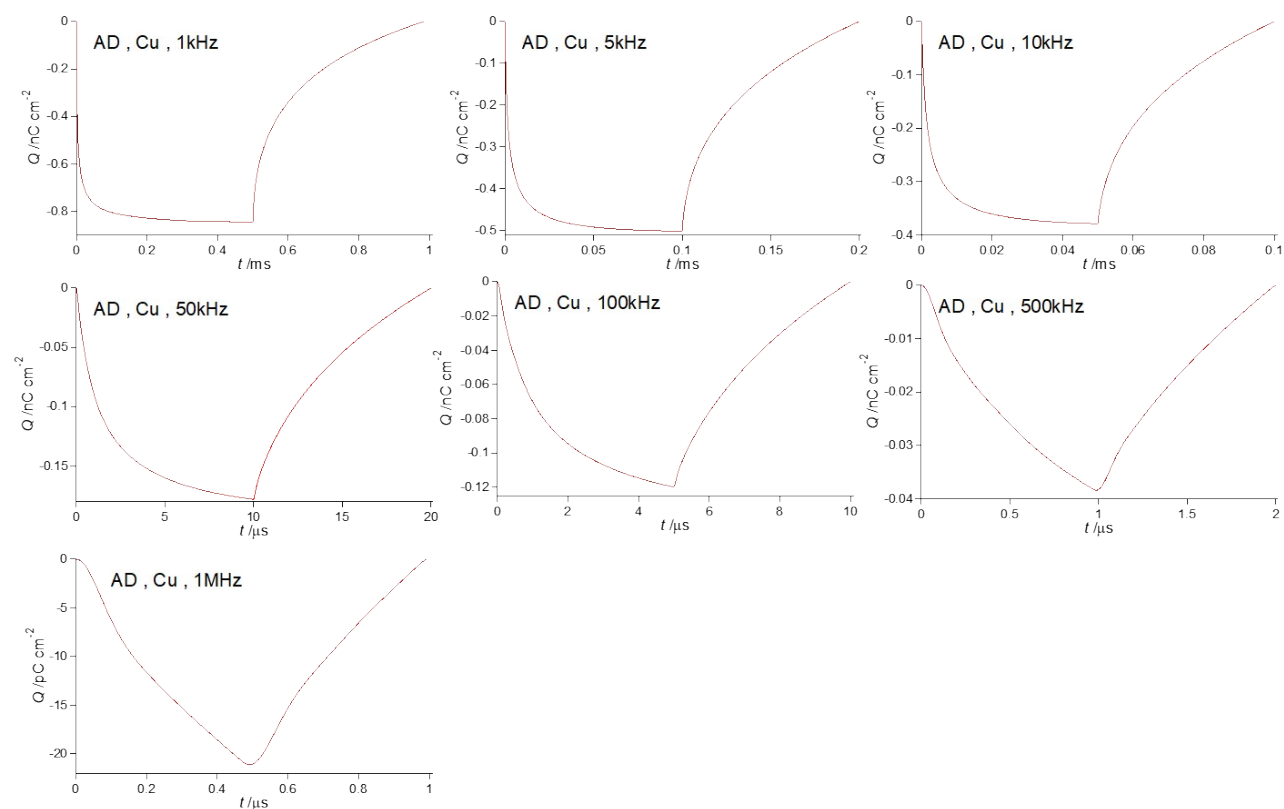 AD , Cu , 1kHz
Q /nC cm⁻²
0
-0.2
-0.4
-0.6
-0.8
0 0.2 0.4 0.6 0.8 1
t /ms
AD , Cu , 5kHz
Q /nC cm⁻²
0
-0.1
-0.2
-0.3
-0.4
-0.5
0 0.05 0.1 0.15 0.2
t /ms
AD , Cu , 10kHz
Q /nC cm⁻²
0
-0.1
-0.2
-0.3
-0.4
0 0.02 0.04 0.06 0.08 0.1
t /ms
AD , Cu , 50kHz
Q /nC cm⁻²
0
-0.05
-0.1
-0.15
0 5 10 15 20
t /μs
AD , Cu , 100kHz
Q /nC cm⁻²
0
-0.02
-0.04
-0.06
-0.08
-0.1
-0.12
0 2 4 6 8 10
t /μs
AD , Cu , 500kHz
Q /nC cm⁻²
0
-0.01
-0.02
-0.03
-0.04
0 0.5 1 1.5 2
t /μs
AD , Cu , 1MHz
Q /pC cm⁻²
0
-5
-10
-15
-20
0 0.2 0.4 0.6 0.8 1
t /μs